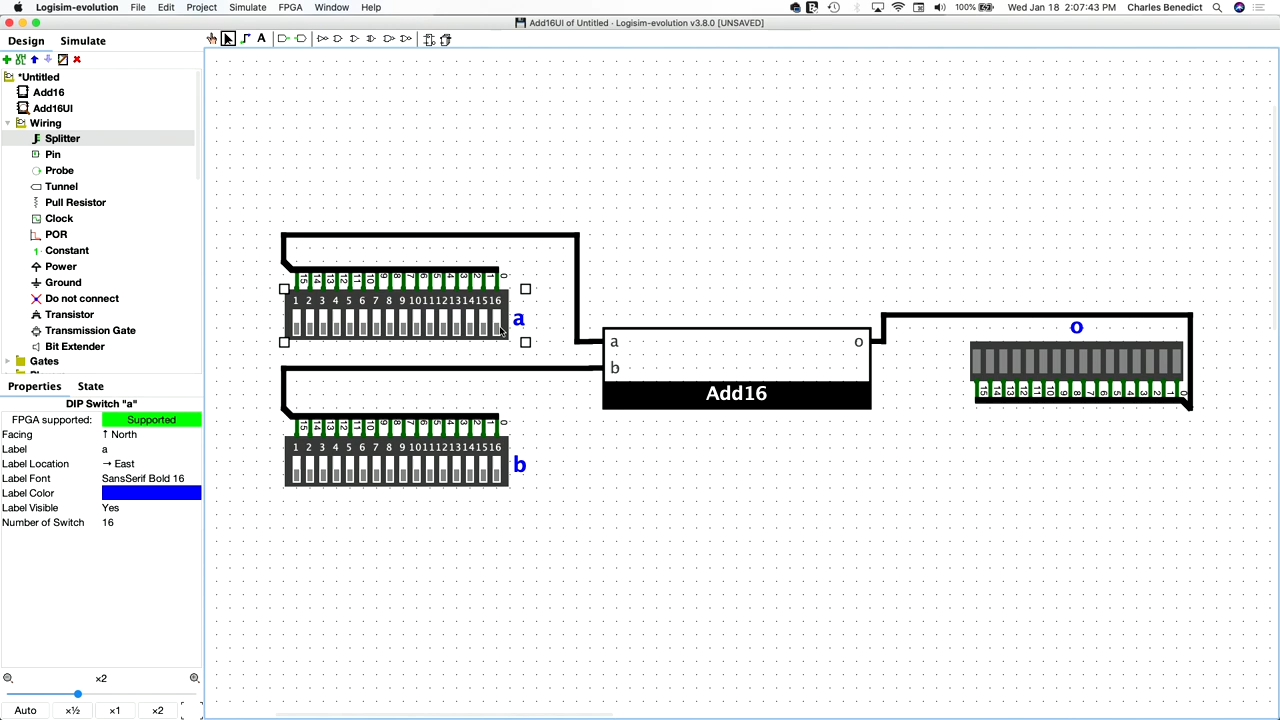 Logisim-evolution File Edit Project Simulate FPGA Window Help 100% Wed Jan 18 2:07:43 PM Charles Benedict
Add16UI of Untitled · Logisim-evolution v3.8.0 [UNSAVED]
Design Simulate
A
*Untitled
Add16
Add16UI
Wiring
Splitter
Pin
Probe
Tunnel
Pull Resistor
Clock
POR
1 Constant
Power
Ground
Do not connect
Transistor
Transmission Gate
Bit Extender
Gates
Properties State
DIP Switch "a"
FPGA supported: Supported
Facing ↑ North
Label a
Label Location → East
Label Font SansSerif Bold 16
Label Color
Label Visible Yes
Number of Switch 16
x2
Auto x½ x1 x2
15 14 13 12 11 10 9 8 7 6 5 4 3 2 1 0
1 2 3 4 5 6 7 8 9 10 11 12 13 14 15 16
a
15 14 13 12 11 10 9 8 7 6 5 4 3 2 1 0
1 2 3 4 5 6 7 8 9 10 11 12 13 14 15 16
b
a o
b
Add16
o
15 14 13 12 11 10 9 8 7 6 5 4 3 2 1 0